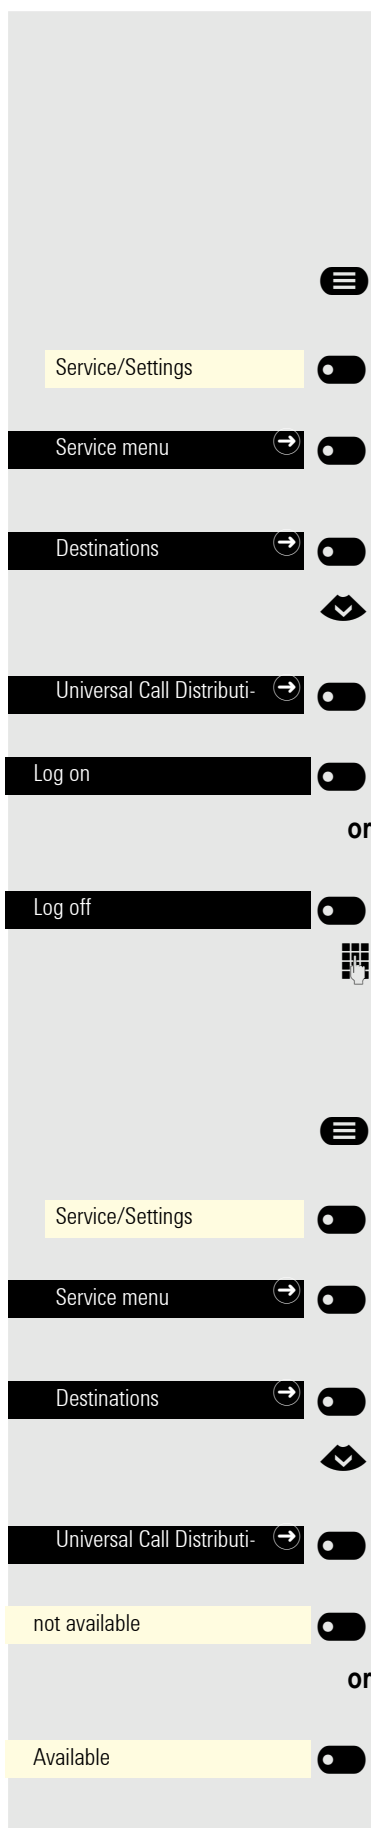 Service/Settings
Service menu
Destinations
Universal Call Distributi-
Log on
or
Log off
Service/Settings
Service menu
Destinations
Universal Call Distributi-
not available
or
Available